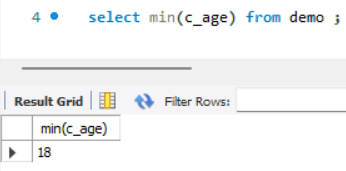 4 select min(c_age) from demo ;
Result Grid Filter Rows:
min(c_age)
18